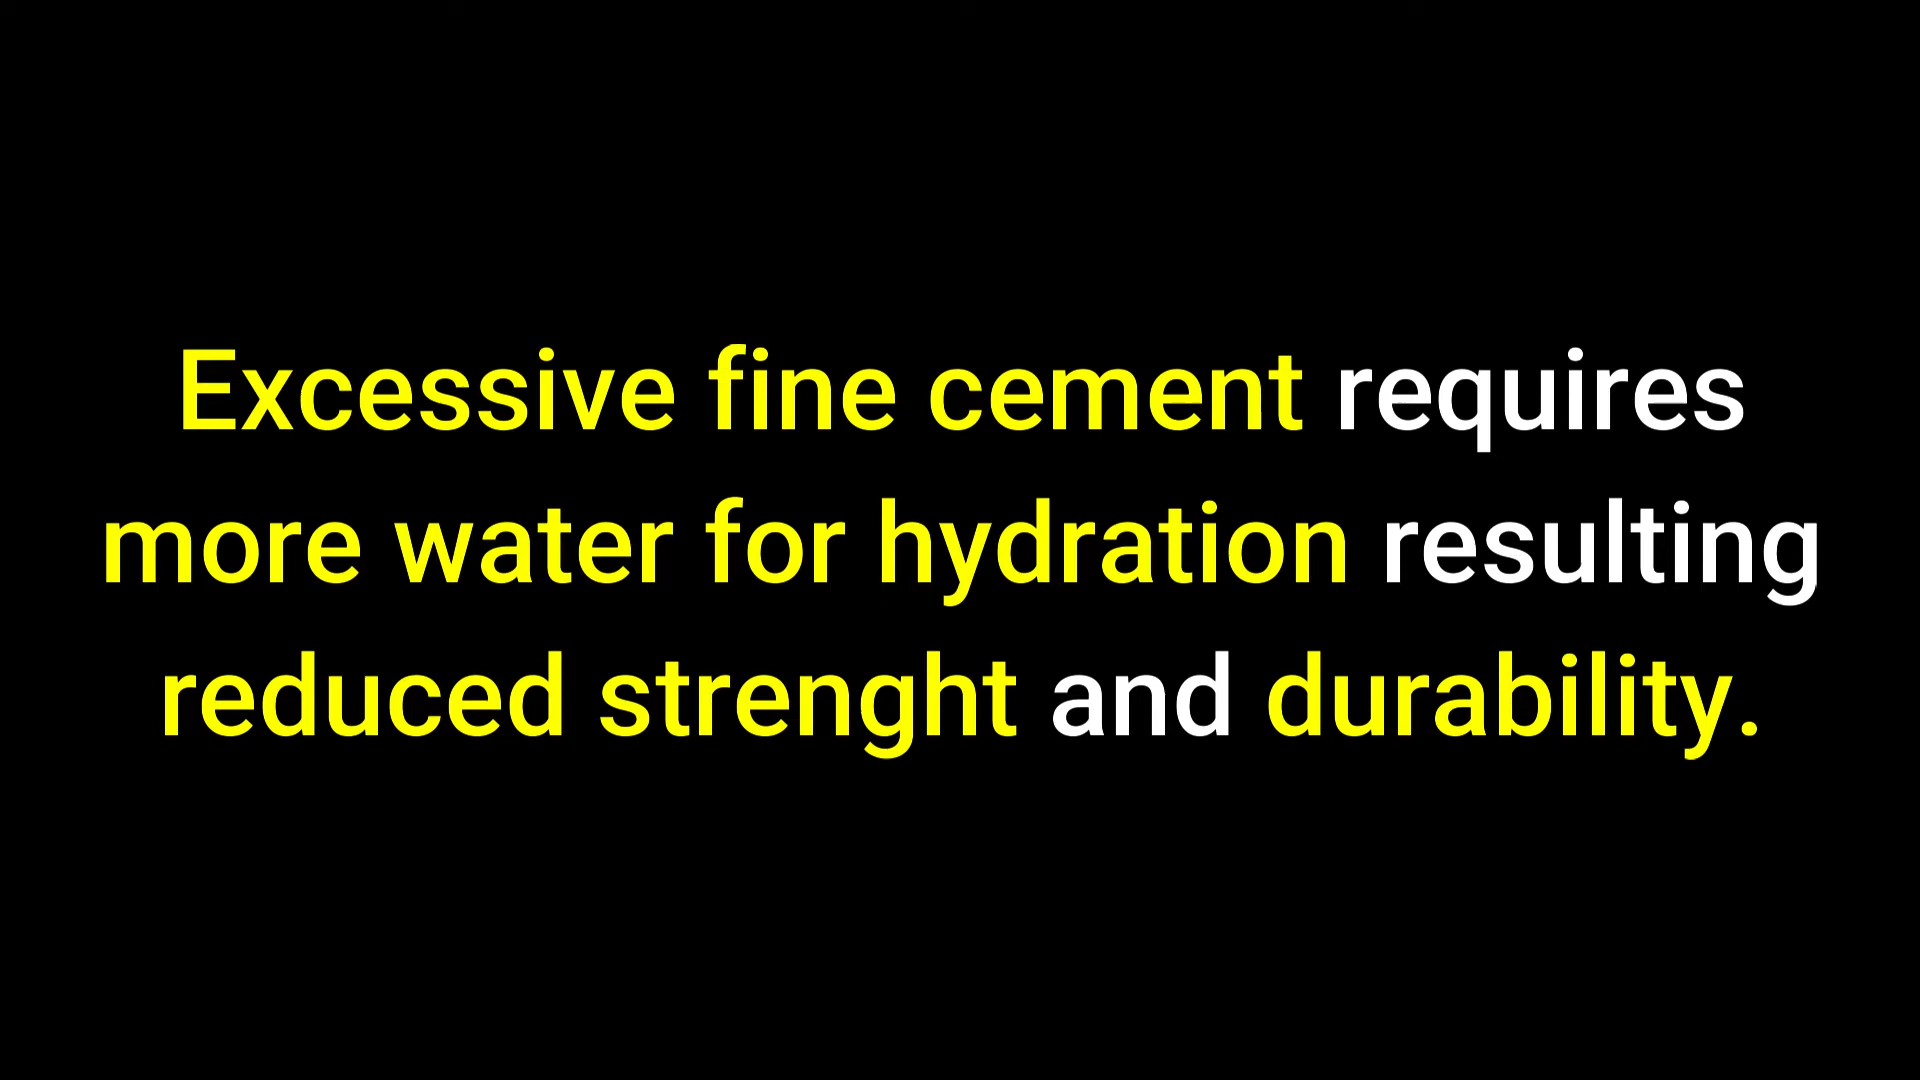 Excessive fine cement requires
more water for hydration resulting
reduced strenght and durability.